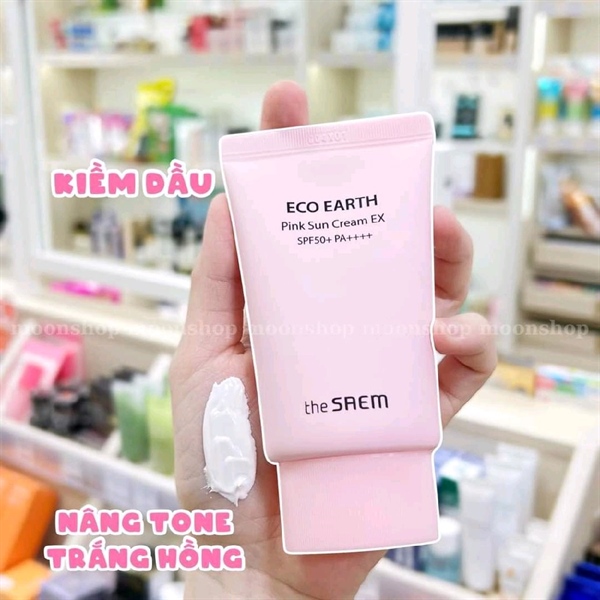 KIỀM DẦU
ECO EARTH
Pink Sun Cream EX
SPF50+ PA++++
moonshop moonshop moonshop moonshop moonshop
the SAEM
NÂNG TONE
TRẮNG HỒNG